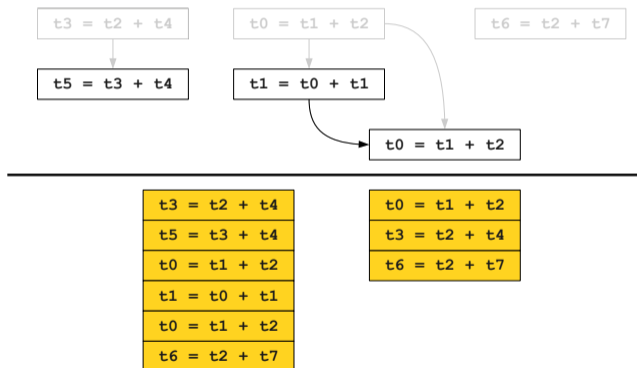 t3 = t2 + t4
t0 = t1 + t2
t6 = t2 + t7
t5 = t3 + t4
t1 = t0 + t1
t0 = t1 + t2
t3 = t2 + t4
t5 = t3 + t4
t0 = t1 + t2
t1 = t0 + t1
t0 = t1 + t2
t6 = t2 + t7
t0 = t1 + t2
t3 = t2 + t4
t6 = t2 + t7